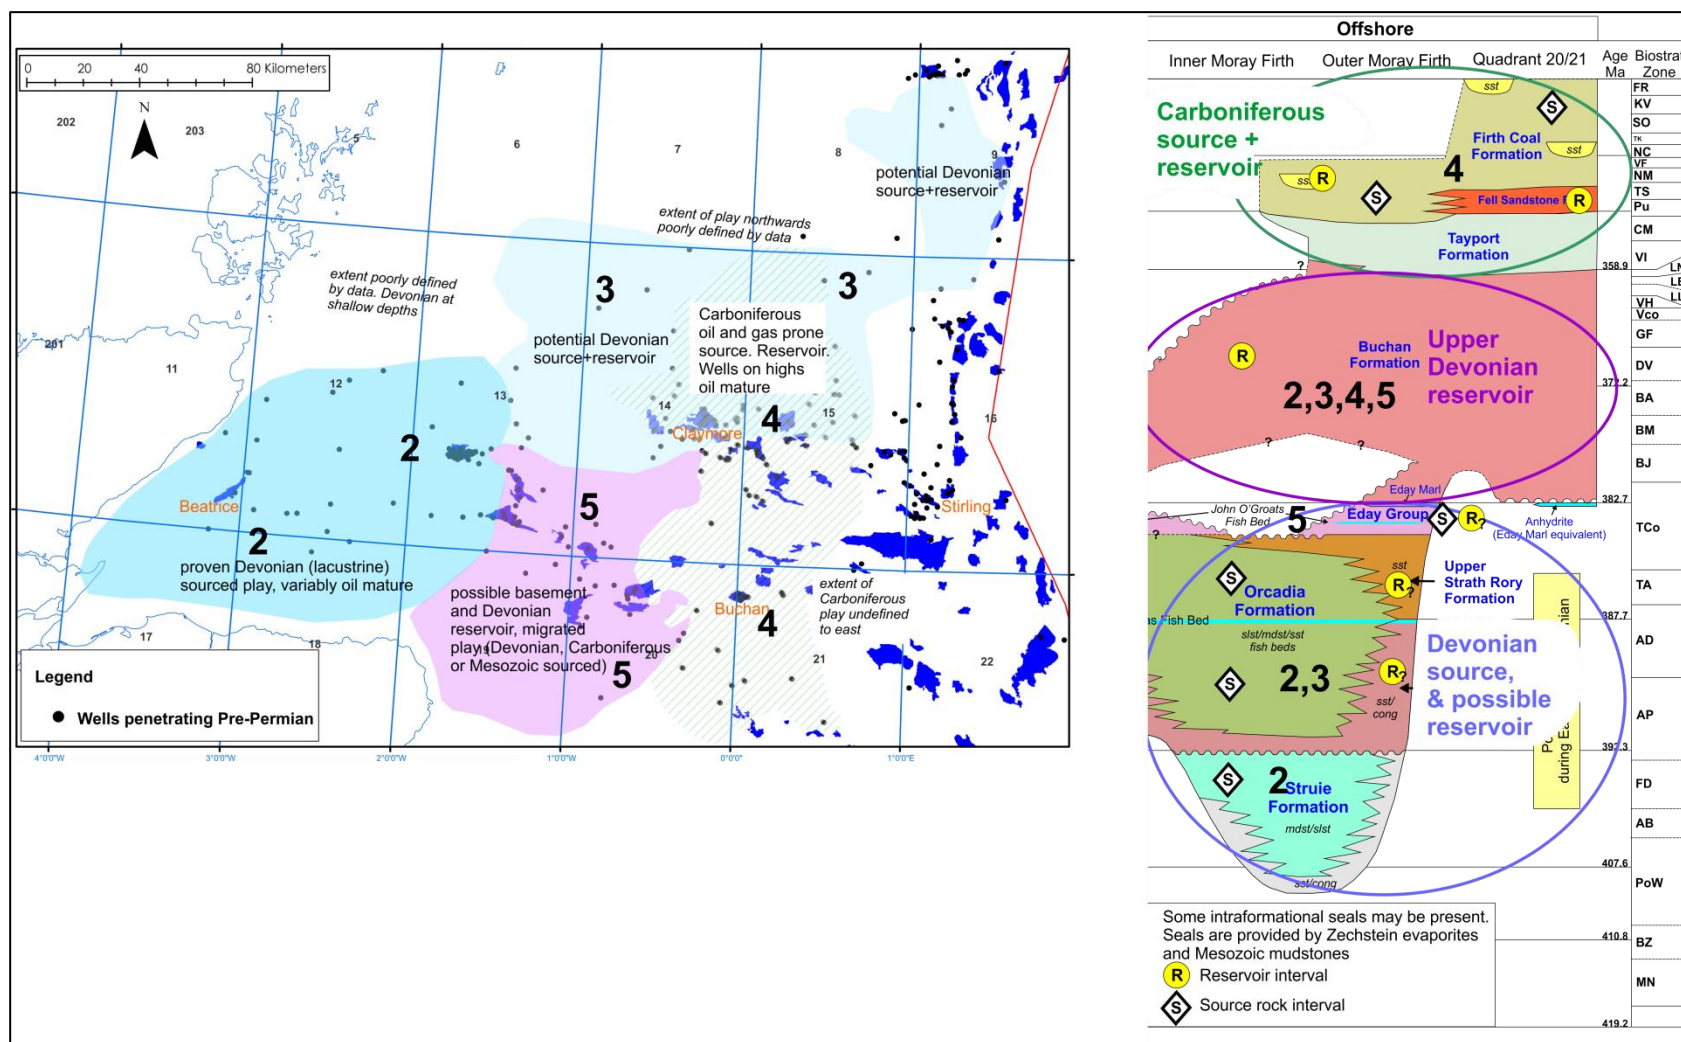 0 20 40 80 Kilometers
N
202
203
5
6
7
8
9
potential Devonian
source+reservoir
extent of play northwards
poorly defined by data
extent poorly defined
by data. Devonian at
shallow depths
3
3
Carboniferous
oil and gas prone
source. Reservoir.
Wells on highs
oil mature
potential Devonian
source+reservoir
201
11
12
13
14
15
16
4
Claymore
2
Beatrice
5
Stirling
2
proven Devonian (lacustrine)
sourced play, variably oil mature
possible basement
and Devonian
reservoir, migrated
play (Devonian, Carboniferous
or Mesozoic sourced)
extent of
Carboniferous
play undefined
to east
Buchan
4
17
18
19
20
21
22
5
Legend
Wells penetrating Pre-Permian
4°0'0"W 3°0'0"W 2°0'0"W 1°0'0"W 0°0'0" 1°0'0"E
Offshore
Inner Moray Firth Outer Moray Firth Quadrant 20/21
Age
Ma
Biostrat
Zone
Carboniferous
source +
reservoir
sst
S
Firth Coal
Formation
sst
4
R
S
Fell Sandstone
R
Tayport
Formation
?
358.9
Buchan
Formation
R
Upper
Devonian
reservoir
2,3,4,5
372.2
?
?
Eday Marl
382.7
John O'Groats
Fish Bed
5
Eday Group
S
R?
Anhydrite
(Eday Marl equivalent)
?
S
Orcadia
Formation
sst
R?
Upper
Strath Rory
Formation
387.7
Fish Bed
slst/mdst/sst
fish beds
S
2,3
R?
sst/
cong
Devonian
source,
& possible
reservoir
during
393.3
S
2
Struie
Formation
mdst/slst
sst/cong
407.6
410.8
419.2
FR
KV
SO
TK
NC
VF
NM
TS
Pu
CM
VI
VH
Vco
GF
DV
BA
BM
BJ
TCo
TA
AD
AP
FD
AB
PoW
BZ
MN
Some intraformational seals may be present.
Seals are provided by Zechstein evaporites
and Mesozoic mudstones
R Reservoir interval
S Source rock interval